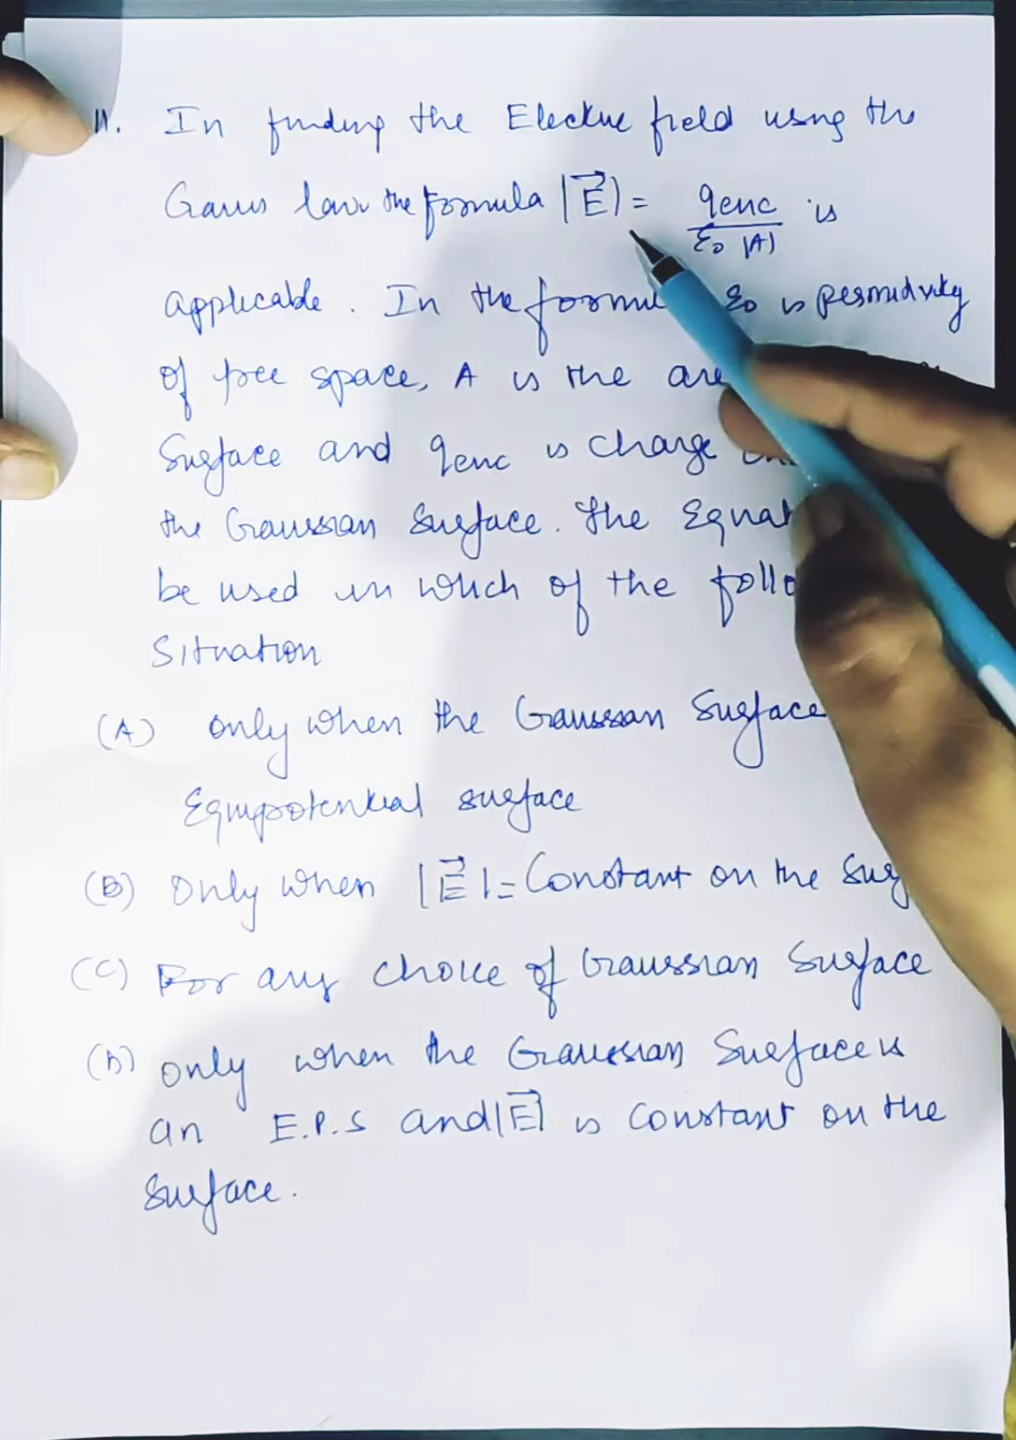 11. In finding the Electric field using the
Gauss law the formula |E⃗| = qenc / ε0 |A| is
applicable. In the formu ε0 is permittivity
of free space, A is the are
Surface and qenc is charge
the Gaussian Surface. The Equat
be used in which of the follo
Situation
(A) only when the Gaussian Surface
Equipotential surface
(B) Only when |E⃗| = Constant on the Sur
(C) For any choice of Gaussian Surface
(D) only when the Gaussian Surface is
an E.P.S and |E⃗| is constant on the
Surface.